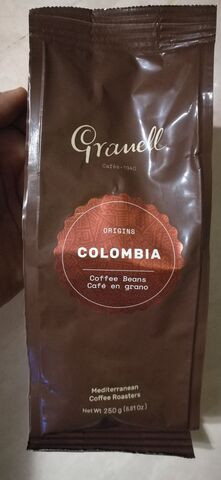 Granell
Cafés-1940
ORIGINS
COLOMBIA
Coffee Beans
Café en grano
Mediterranean
Coffee Roasters
Net Wt 250 g (8.81 Oz)